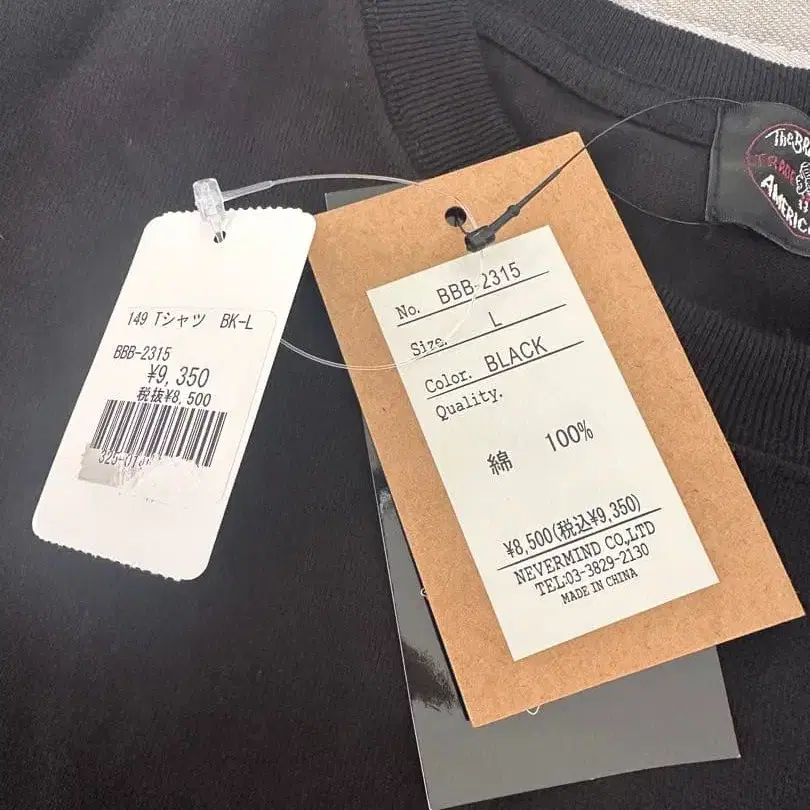 149 Tシャツ BK-L
BBB-2315
¥9,350
税抜¥8,500
No. BBB-2315
Size. L
Color. BLACK
Quality.
綿 100%
¥8,500(税込¥9,350)
NEVERMIND CO,LTD
TEL:03-3829-2130
MADE IN CHINA
The
TRADE
AMERICA